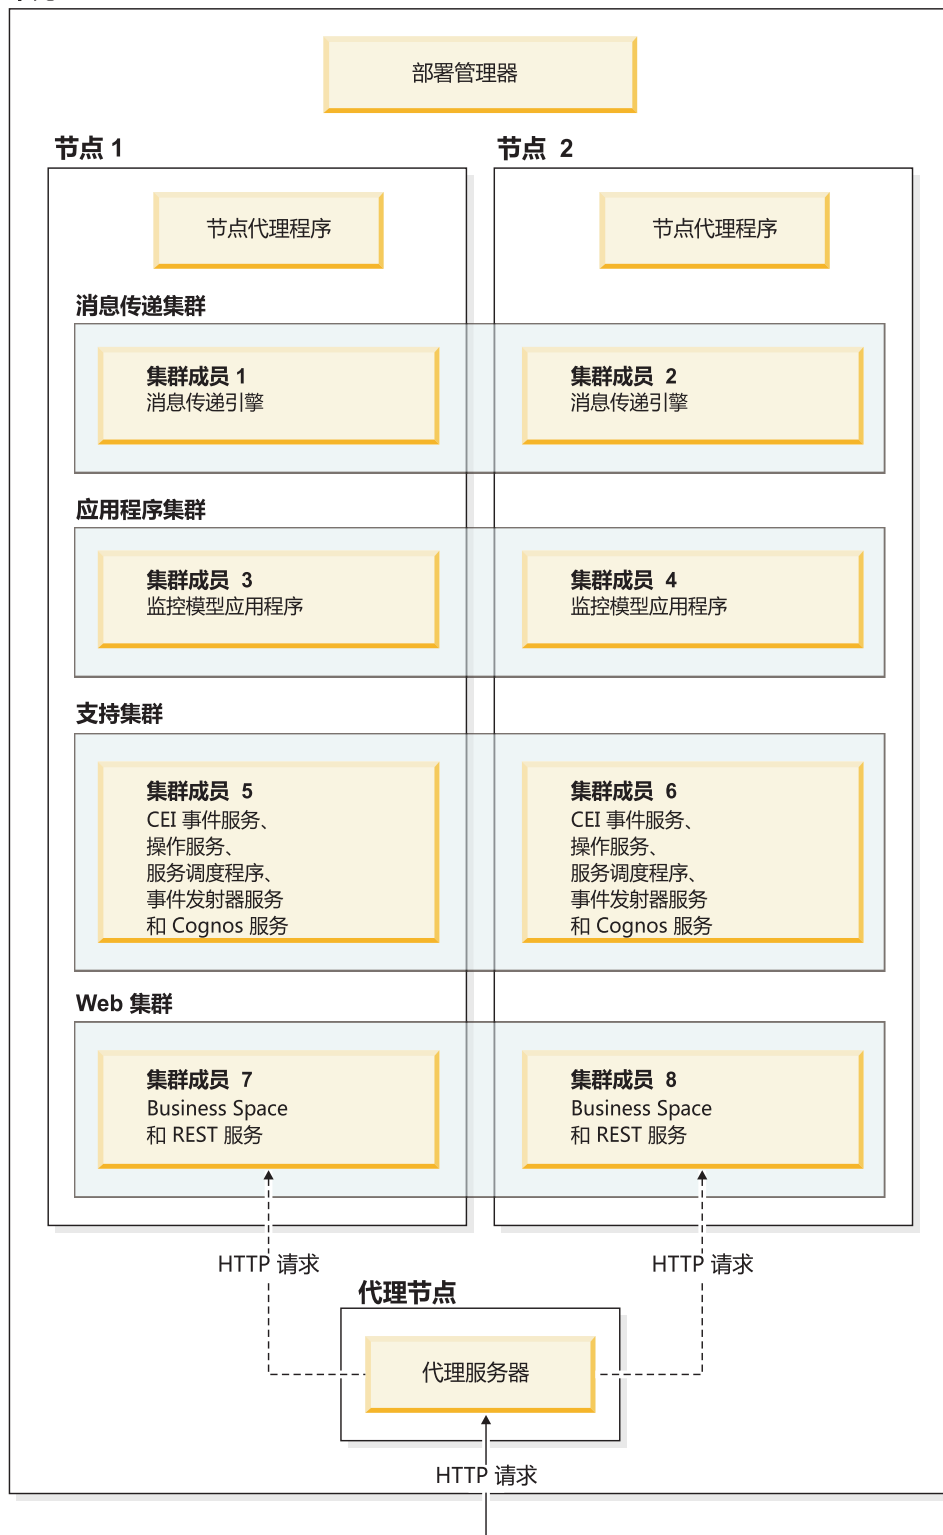 部署管理器
节点 1
节点 2
节点代理程序
节点代理程序
消息传递集群
集群成员 1
消息传递引擎
集群成员 2
消息传递引擎
应用程序集群
集群成员 3
监控模型应用程序
集群成员 4
监控模型应用程序
支持集群
集群成员 5
CEI 事件服务、
操作服务、
服务调度程序、
事件发射器服务
和 Cognos 服务
集群成员 6
CEI 事件服务、
操作服务、
服务调度程序、
事件发射器服务
和 Cognos 服务
Web 集群
集群成员 7
Business Space
和 REST 服务
集群成员 8
Business Space
和 REST 服务
HTTP 请求
HTTP 请求
代理节点
代理服务器
HTTP 请求